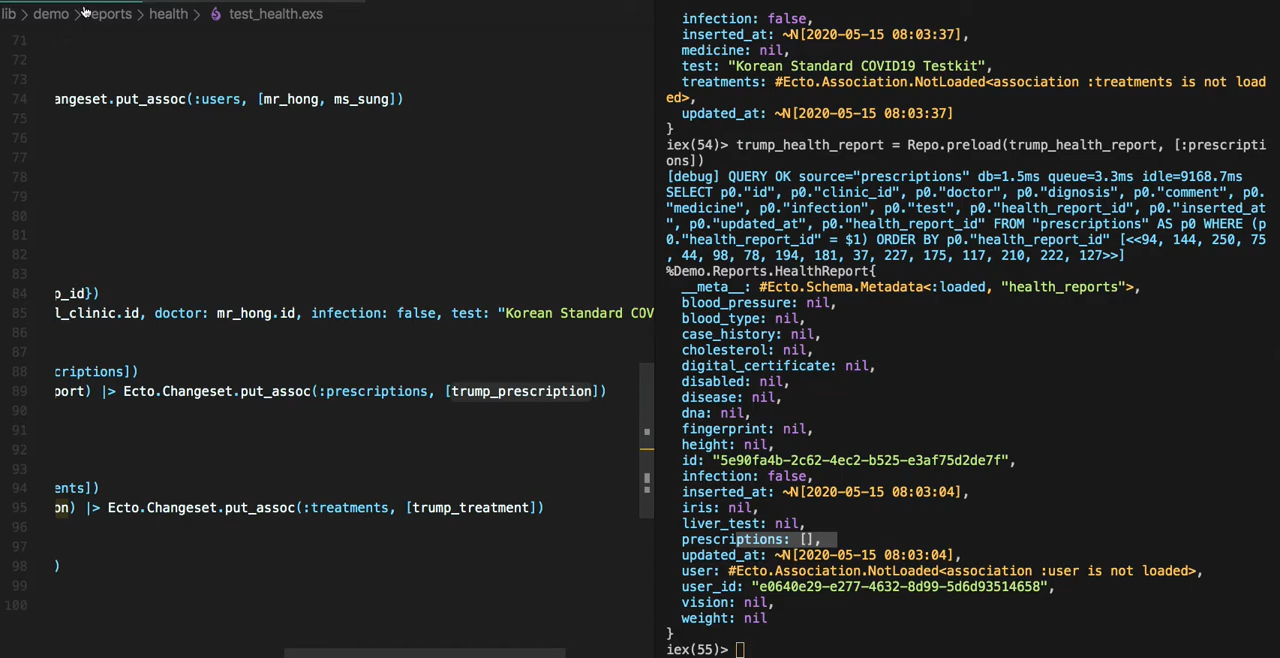 lib > demo > reports > health > test_health.exs
71
72
73
74 angeset.put_assoc(:users, [mr_hong, ms_sung])
75
76
77
78
79
80
81
82
83
84 p_id})
85 l_clinic.id, doctor: mr_hong.id, infection: false, test: "Korean Standard COV
86
87
88 criptions])
89 port) |> Ecto.Changeset.put_assoc(:prescriptions, [trump_prescription])
90
91
92
93
94 ents])
95 on) |> Ecto.Changeset.put_assoc(:treatments, [trump_treatment])
96
97
98 )
99
100
infection: false,
inserted_at: ~N[2020-05-15 08:03:37],
medicine: nil,
test: "Korean Standard COVID19 Testkit",
treatments: #Ecto.Association.NotLoaded<association :treatments is not load
ed>,
updated_at: ~N[2020-05-15 08:03:37]
}
iex(54)> trump_health_report = Repo.preload(trump_health_report, [:prescripti
ons])
[debug] QUERY OK source="prescriptions" db=1.5ms queue=3.3ms idle=9168.7ms
SELECT p0."id", p0."clinic_id", p0."doctor", p0."dignosis", p0."comment", p0.
"medicine", p0."infection", p0."test", p0."health_report_id", p0."inserted_at
", p0."updated_at", p0."health_report_id" FROM "prescriptions" AS p0 WHERE (p
0."health_report_id" = $1) ORDER BY p0."health_report_id" [<<94, 144, 250, 75
, 44, 98, 78, 194, 181, 37, 227, 175, 117, 210, 222, 127>>]
%Demo.Reports.HealthReport{
__meta__: #Ecto.Schema.Metadata<:loaded, "health_reports">,
blood_pressure: nil,
blood_type: nil,
case_history: nil,
cholesterol: nil,
digital_certificate: nil,
disabled: nil,
disease: nil,
dna: nil,
fingerprint: nil,
height: nil,
id: "5e90fa4b-2c62-4ec2-b525-e3af75d2de7f",
infection: false,
inserted_at: ~N[2020-05-15 08:03:04],
iris: nil,
liver_test: nil,
prescriptions: [],
updated_at: ~N[2020-05-15 08:03:04],
user: #Ecto.Association.NotLoaded<association :user is not loaded>,
user_id: "e0640e29-e277-4632-8d99-5d6d93514658",
vision: nil,
weight: nil
}
iex(55)>